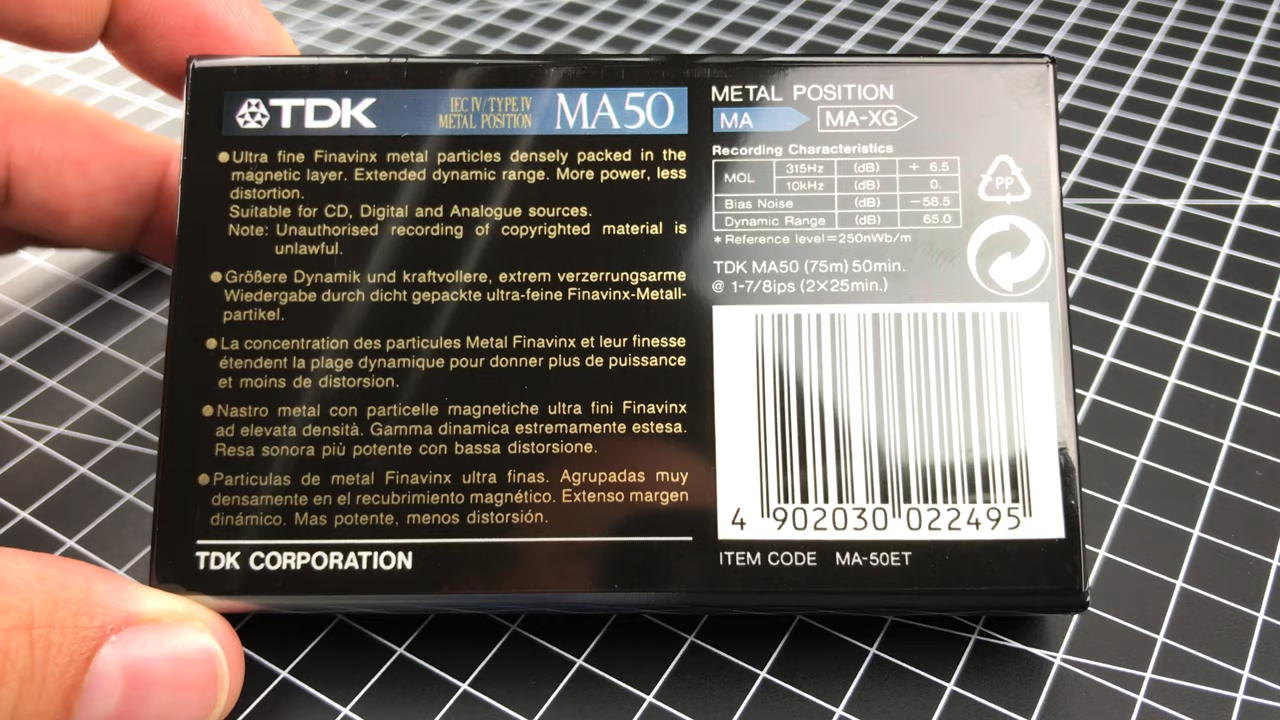 TDK IEC IV/TYPE IV MA50
METAL POSITION
●Ultra fine Finavinx metal particles densely packed in the
magnetic layer. Extended dynamic range. More power, less
distortion.
Suitable for CD, Digital and Analogue sources.
Note: Unauthorised recording of copyrighted material is
unlawful.
●Größere Dynamik und kraftvollere, extrem verzerrungsarme
Wiedergabe durch dicht gepackte ultra-feine Finavinx-Metall-
partikel.
●La concentration des particules Metal Finavinx et leur finesse
étendent la plage dynamique pour donner plus de puissance
et moins de distorsion.
●Nastro metal con particelle magnetiche ultra fini Finavinx
ad elevata densità. Gamma dinamica estremamente estesa.
Resa sonora più potente con bassa distorsione.
●Particulas de metal Finavinx ultra finas. Agrupadas muy
densamente en el recubrimiento magnético. Extenso margen
dinámico. Mas potente, menos distorsión.
TDK CORPORATION
METAL POSITION
MA MA-XG
Recording Characteristics
MOL 315Hz (dB) + 6.5
10kHz (dB) 0.
Bias Noise (dB) −58.5
Dynamic Range (dB) 65.0
* Reference level=250nWb/m
PP
TDK MA50 (75m) 50min.
@ 1-7/8ips (2×25min.)
4 902030 022495
ITEM CODE MA-50ET